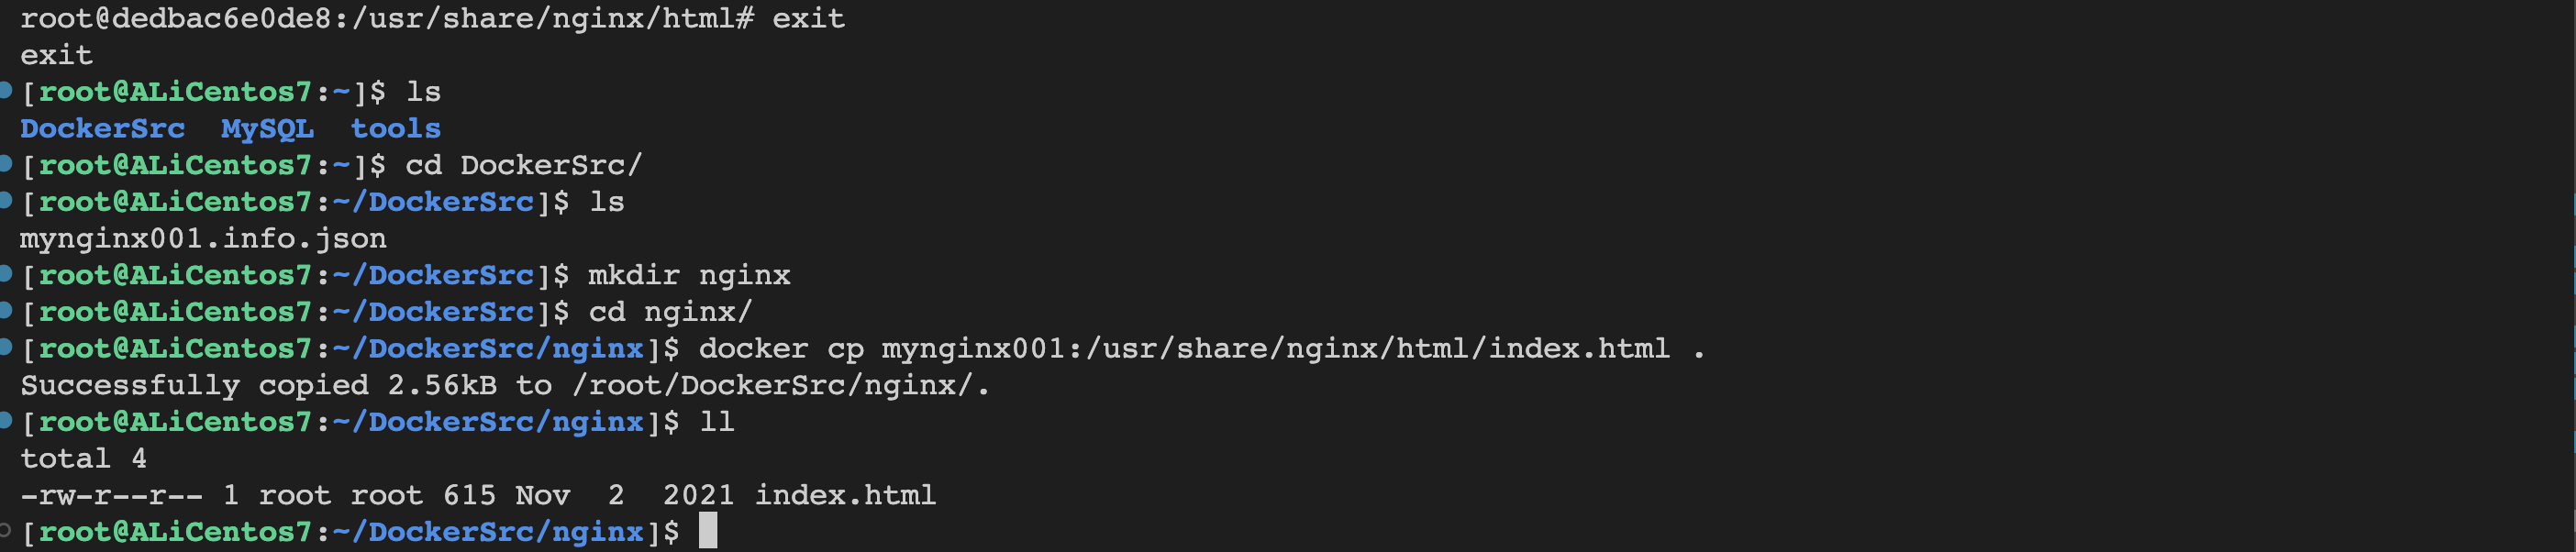 root@dedbac6e0de8:/usr/share/nginx/html# exit
exit
[root@ALiCentos7:~]$ ls
DockerSrc  MySQL  tools
[root@ALiCentos7:~]$ cd DockerSrc/
[root@ALiCentos7:~/DockerSrc]$ ls
mynginx001.info.json
[root@ALiCentos7:~/DockerSrc]$ mkdir nginx
[root@ALiCentos7:~/DockerSrc]$ cd nginx/
[root@ALiCentos7:~/DockerSrc/nginx]$ docker cp mynginx001:/usr/share/nginx/html/index.html .
Successfully copied 2.56kB to /root/DockerSrc/nginx/.
[root@ALiCentos7:~/DockerSrc/nginx]$ ll
total 4
-rw-r--r-- 1 root root 615 Nov  2  2021 index.html
[root@ALiCentos7:~/DockerSrc/nginx]$